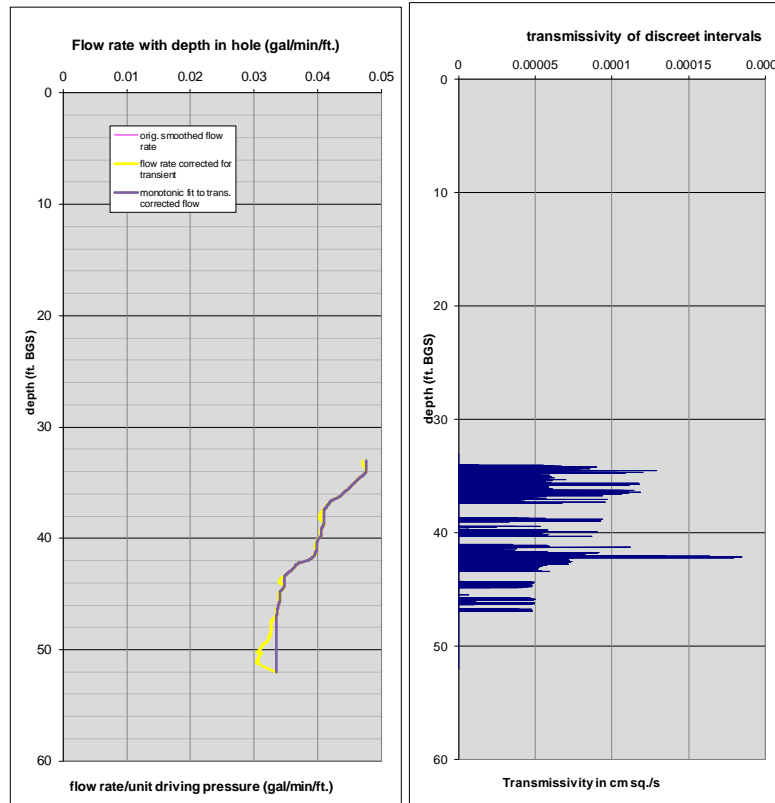 Flow rate with depth in hole (gal/min/ft.)
0 0.01 0.02 0.03 0.04 0.05
0
10
20
30
40
50
60
depth (ft. BGS)
orig. smoothed flow
rate
flow rate corrected for
transient
monotonic fit to trans.
corrected flow
flow rate/unit driving pressure (gal/min/ft.)
transmissivity of discreet intervals
0 0.00005 0.0001 0.00015 0.000
0
10
20
30
40
50
60
depth (ft. BGS)
Transmissivity in cm sq./s